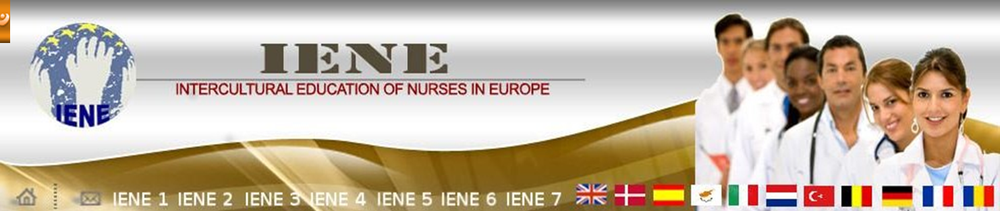 IENE
INTERCULTURAL EDUCATION OF NURSES IN EUROPE
IENE
IENE 1 IENE 2 IENE 3 IENE 4 IENE 5 IENE 6 IENE 7